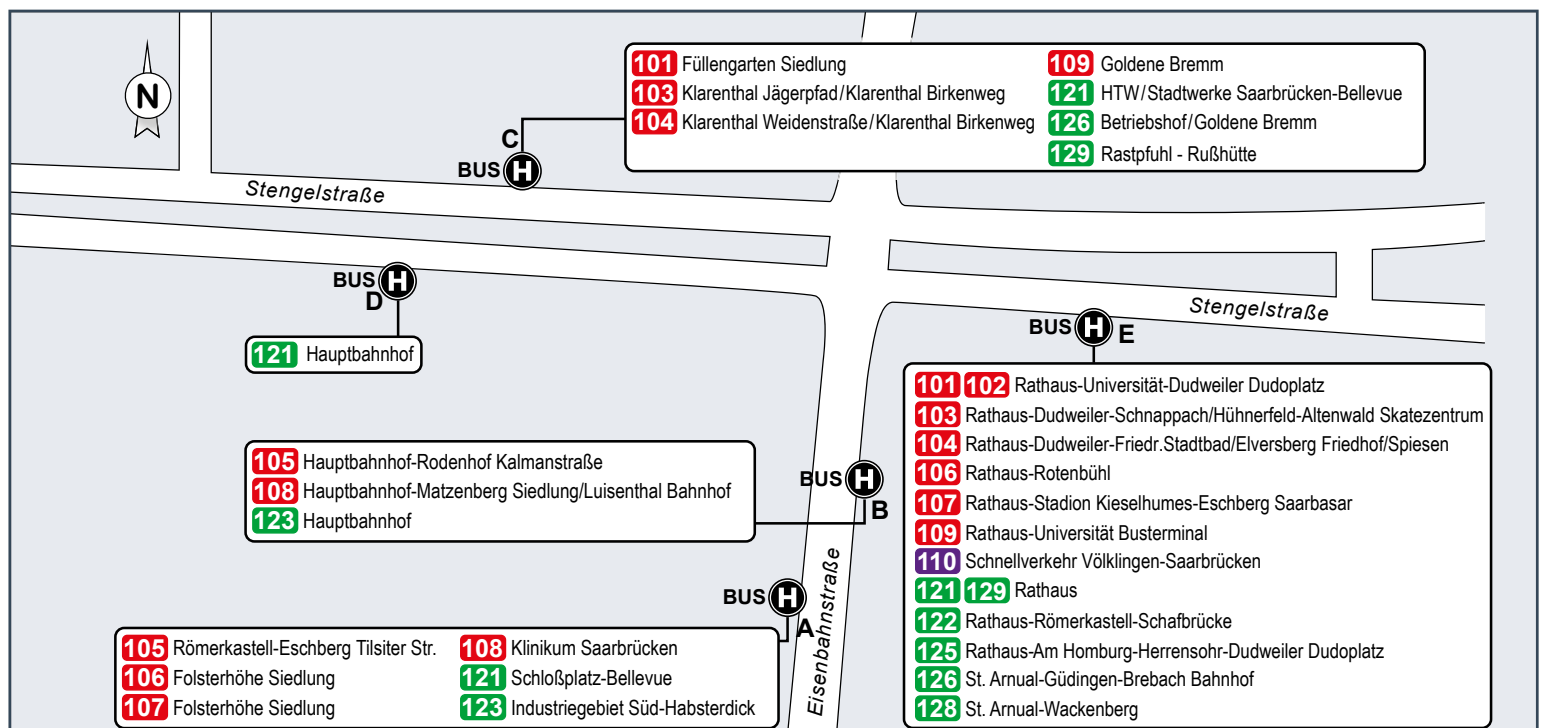 N
C
BUS H
101 Füllengarten Siedlung
103 Klarenthal Jägerpfad/Klarenthal Birkenweg
104 Klarenthal Weidenstraße/Klarenthal Birkenweg
109 Goldene Bremm
121 HTW/Stadtwerke Saarbrücken-Bellevue
126 Betriebshof/Goldene Bremm
129 Rastpfuhl - Rußhütte
Stengelstraße
BUS H
D
121 Hauptbahnhof
Stengelstraße
BUS H E
101 102 Rathaus-Universität-Dudweiler Dudoplatz
103 Rathaus-Dudweiler-Schnappach/Hühnerfeld-Altenwald Skatezentrum
104 Rathaus-Dudweiler-Friedr.Stadtbad/Elversberg Friedhof/Spiesen
106 Rathaus-Rotenbühl
107 Rathaus-Stadion Kieselhumes-Eschberg Saarbasar
109 Rathaus-Universität Busterminal
110 Schnellverkehr Völklingen-Saarbrücken
121 129 Rathaus
122 Rathaus-Römerkastell-Schafbrücke
125 Rathaus-Am Homburg-Herrensohr-Dudweiler Dudoplatz
126 St. Arnual-Güdingen-Brebach Bahnhof
128 St. Arnual-Wackenberg
105 Hauptbahnhof-Rodenhof Kalmanstraße
108 Hauptbahnhof-Matzenberg Siedlung/Luisenthal Bahnhof
123 Hauptbahnhof
BUS H
B
Eisenbahnstraße
BUS H
A
105 Römerkastell-Eschberg Tilsiter Str.
106 Folsterhöhe Siedlung
107 Folsterhöhe Siedlung
108 Klinikum Saarbrücken
121 Schloßplatz-Bellevue
123 Industriegebiet Süd-Habsterdick